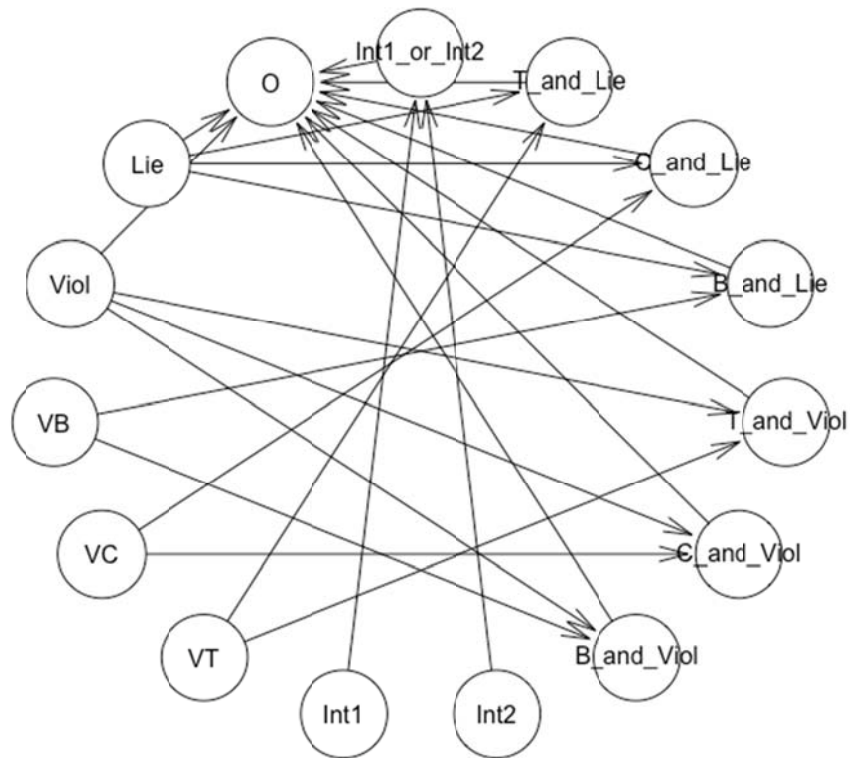 Int1_or_Int2
O
T_and_Lie
Lie
C_and_Lie
Viol
B_and_Lie
VB
T_and_Viol
VC
C_and_Viol
VT
B_and_Viol
Int1
Int2